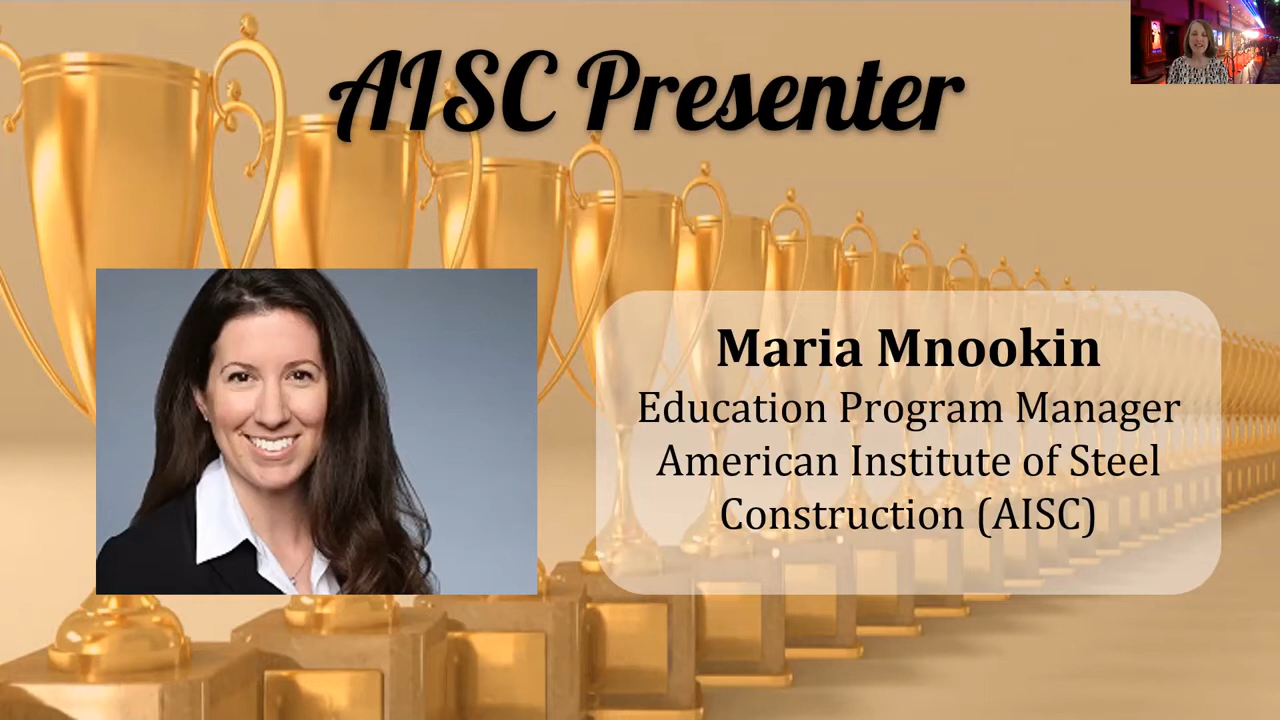 AISC Presenter
Maria Mnookin
Education Program Manager
American Institute of Steel
Construction (AISC)